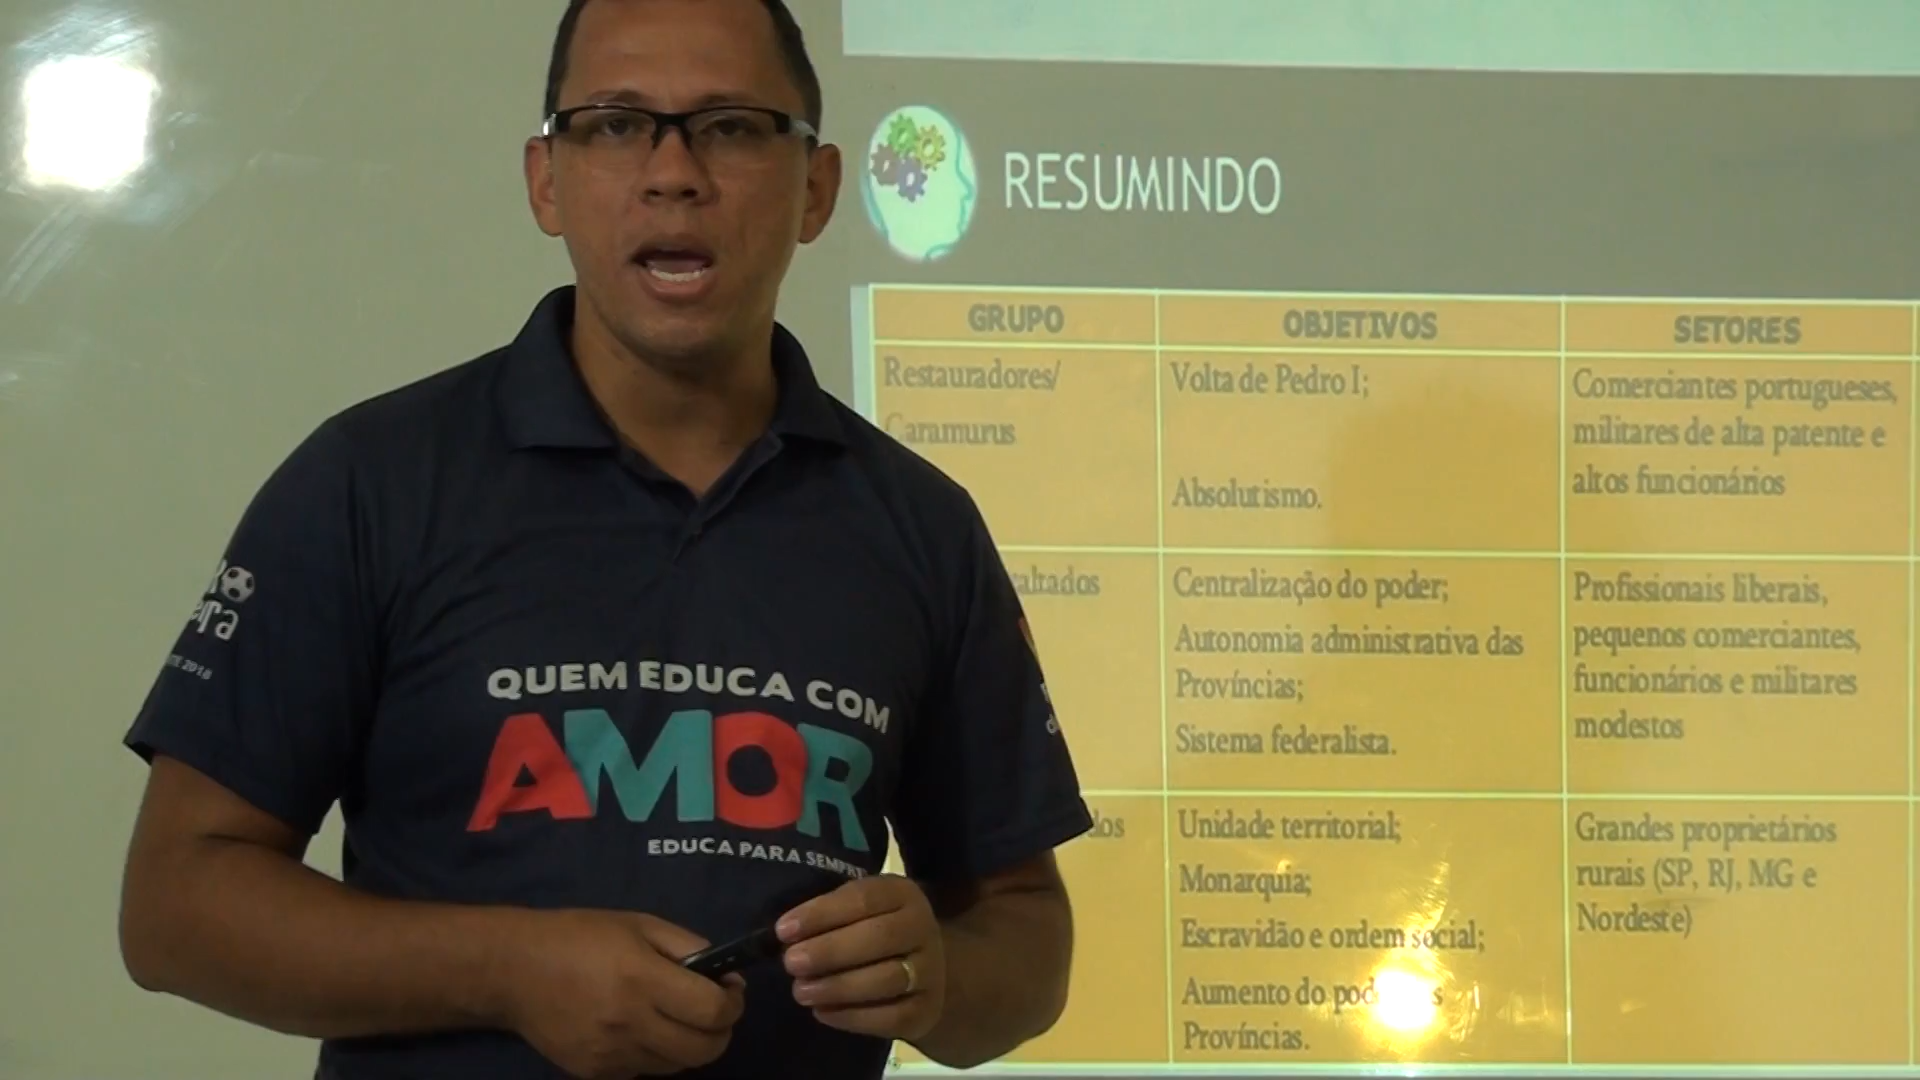 RESUMINDO
GRUPO
OBJETIVOS
SETORES
Restauradores/
Caramurus
Volta de Pedro I;
Absolutismo.
Comerciantes portugueses,
militares de alta patente e
altos funcionários
altados
Centralização do poder;
Autonomia administrativa das
Províncias;
Sistema federalista.
Profissionais liberais,
pequenos comerciantes,
funcionários e militares
modestos
dos
Unidade territorial;
Monarquia;
Escravidão e ordem social;
Aumento do
Províncias.
Grandes proprietários
rurais (SP, RJ, MG e
Nordeste)
QUEM EDUCA COM
AMOR
EDUCA PARA SEMPRE